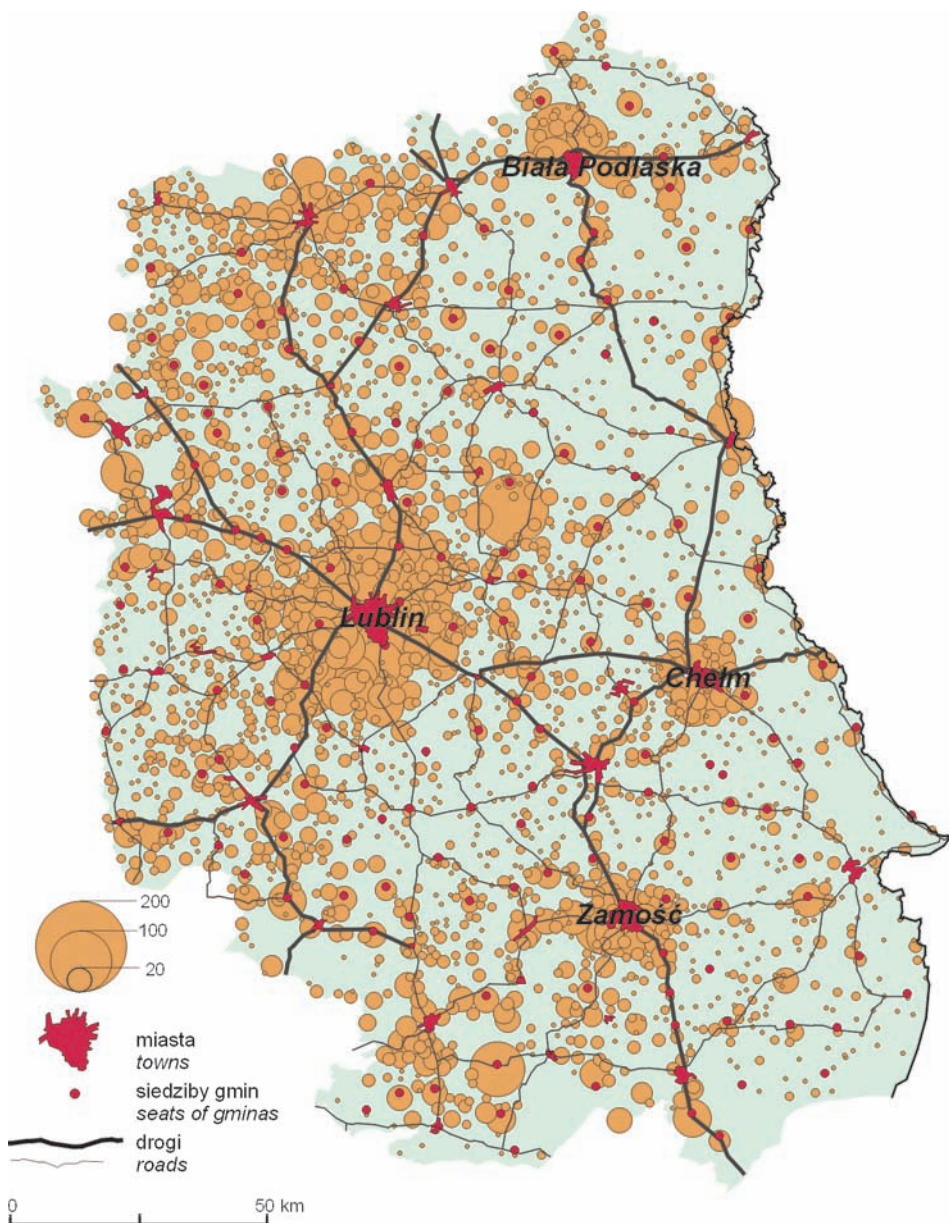 Biała Podlaska
Lublin
Chełm
Zamość
200
100
20
miasta
towns
siedziby gmin
seats of gminas
drogi
roads
0 50 km